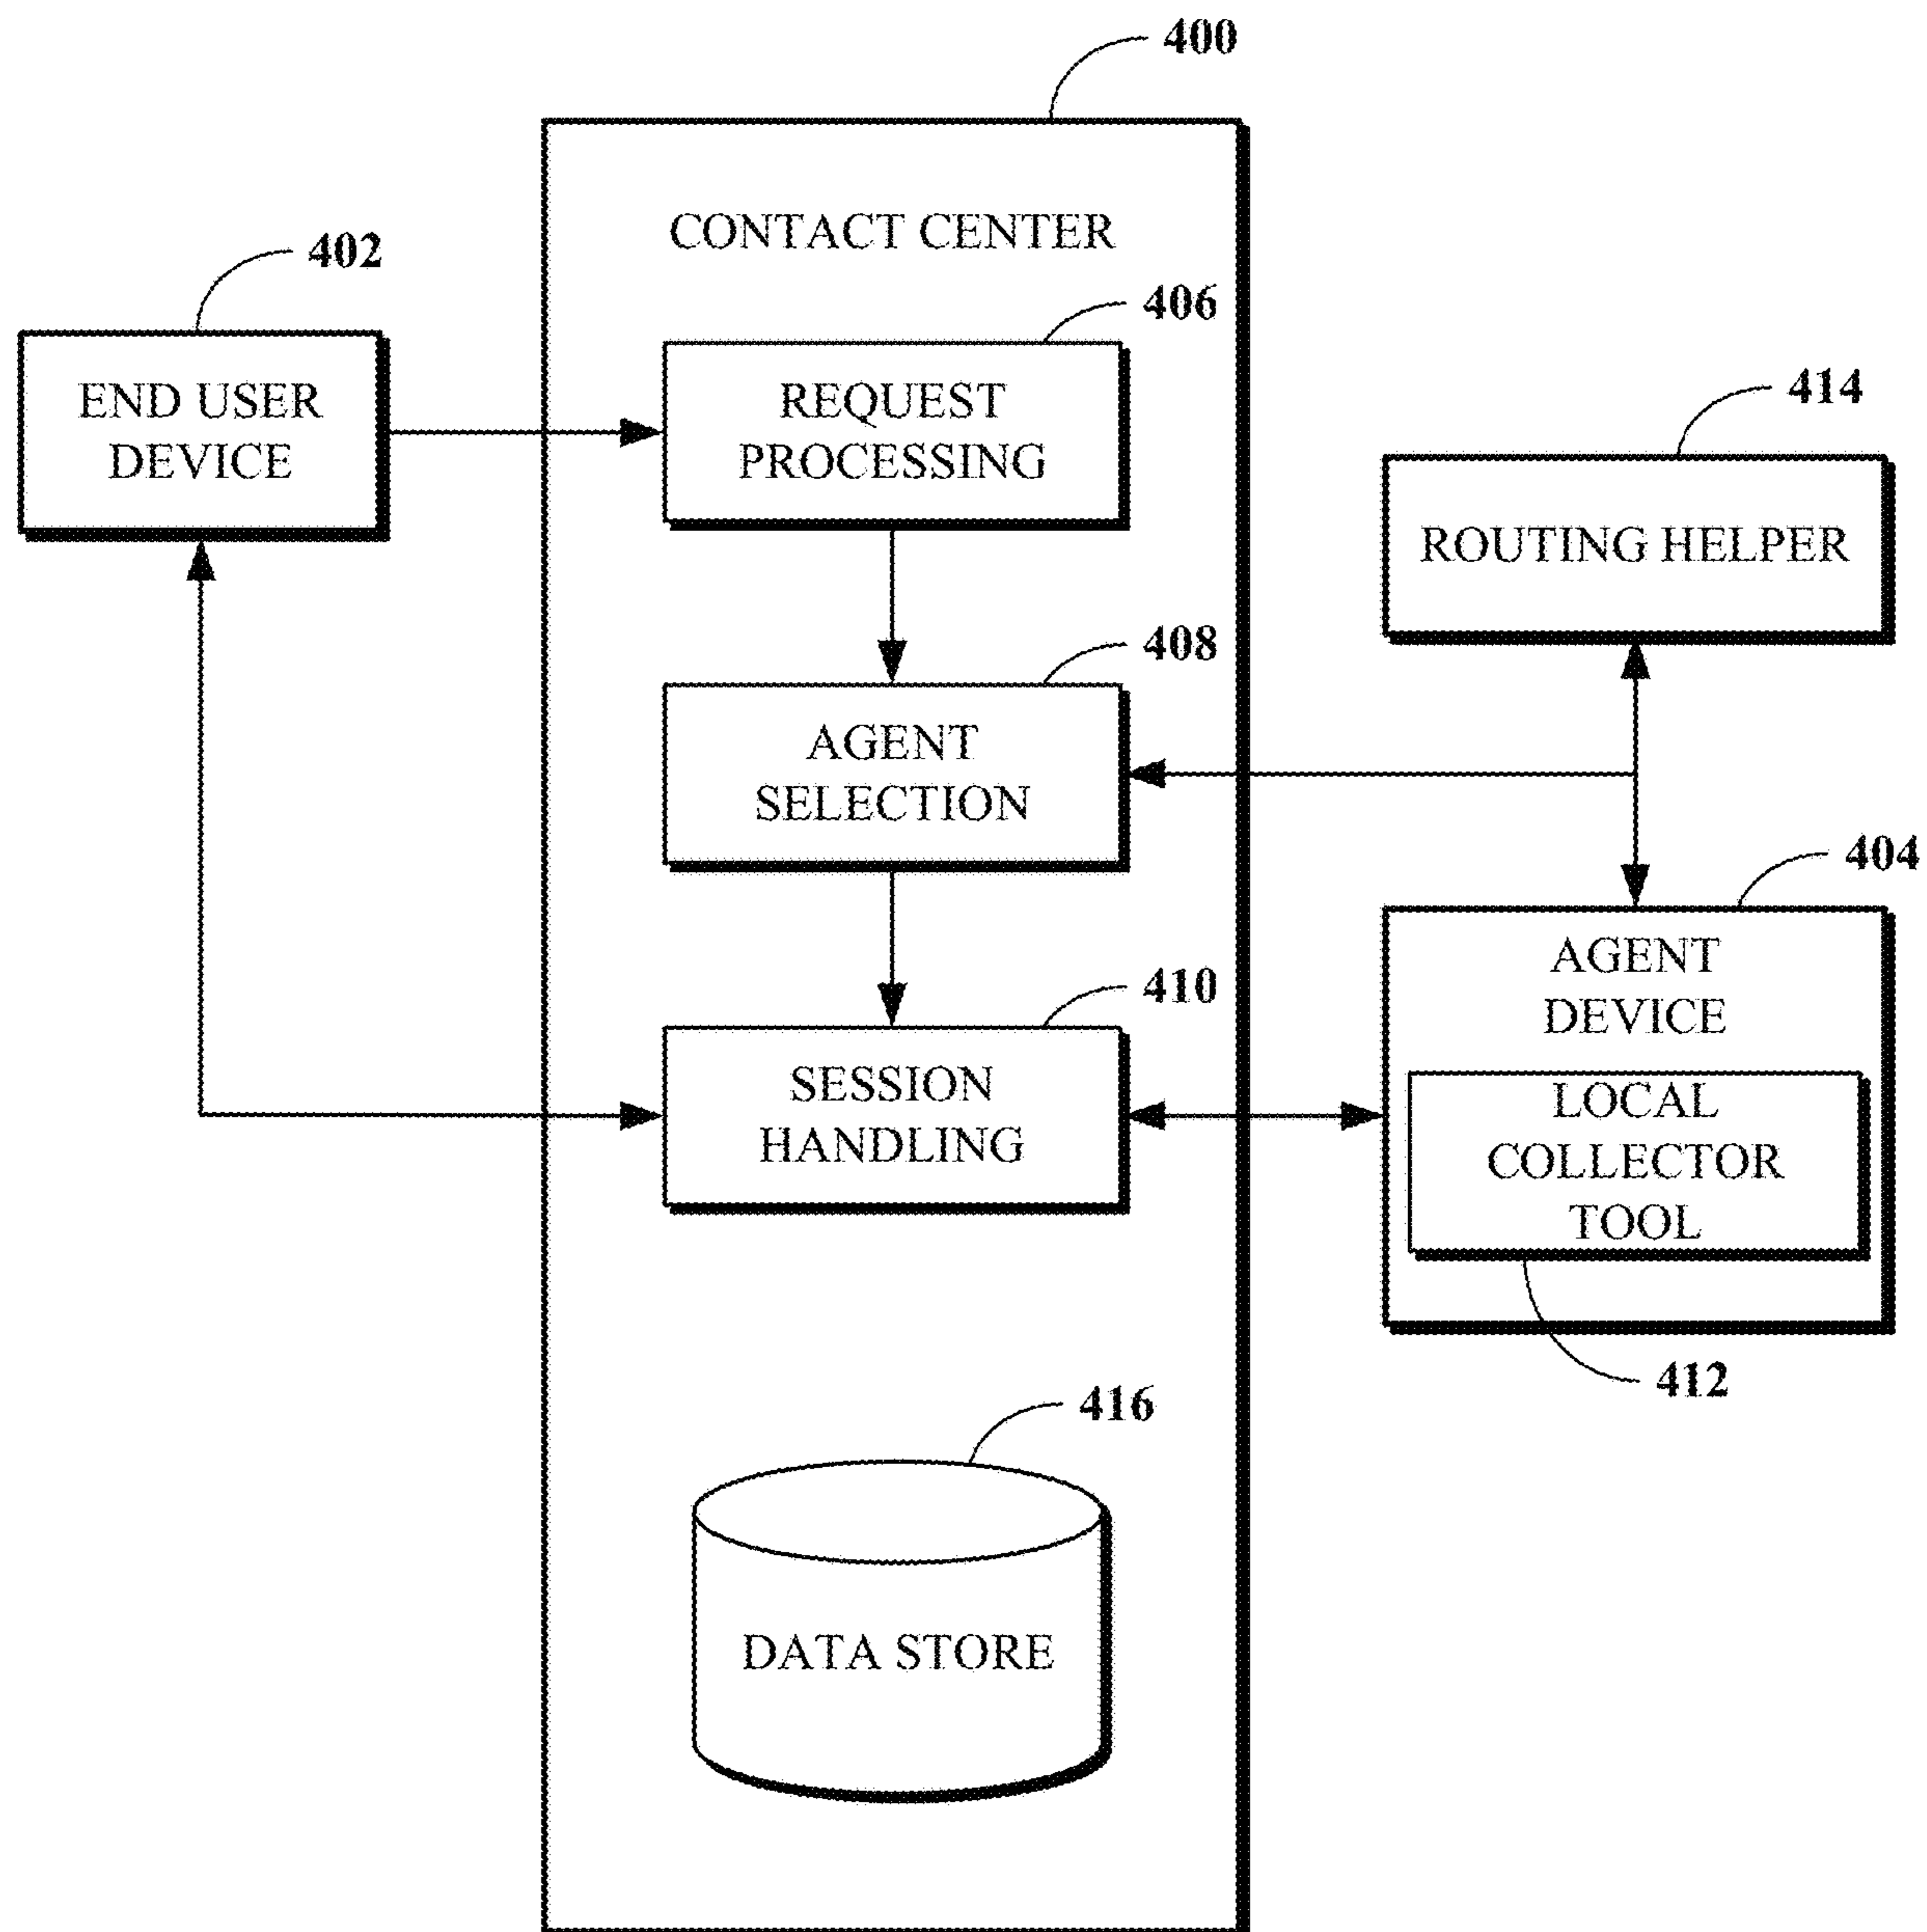 400
CONTACT CENTER
402
END USER
DEVICE
406
REQUEST
PROCESSING
414
ROUTING HELPER
408
AGENT
SELECTION
404
AGENT
DEVICE
410
SESSION
HANDLING
LOCAL
COLLECTOR
TOOL
412
416
DATA STORE